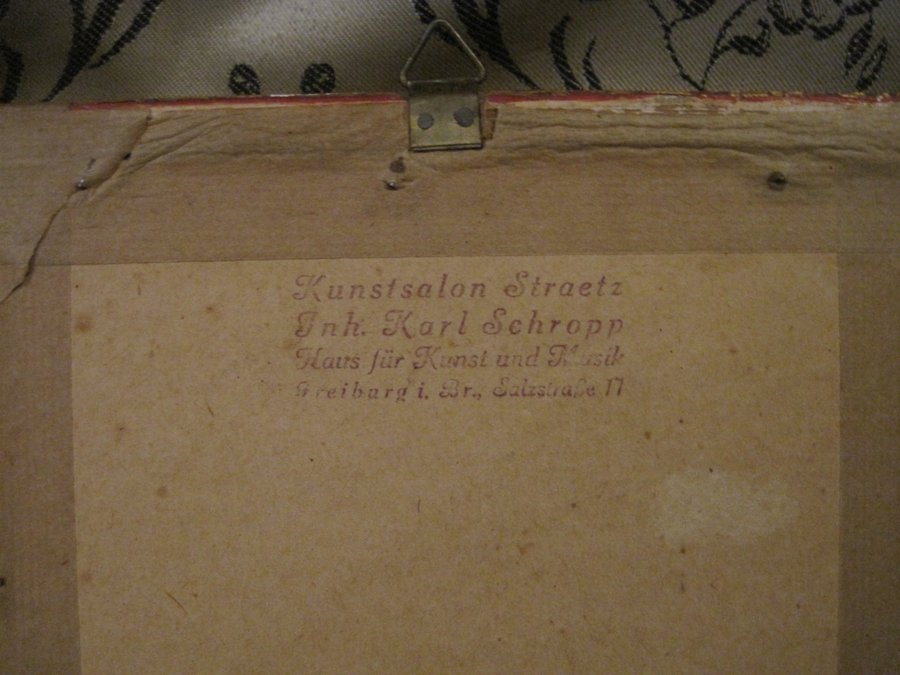 Kunstsalon Straetz
Inh. Karl Schropp
Haus für Kunst und Musik
Freiburg i. Br., Salzstraße 17